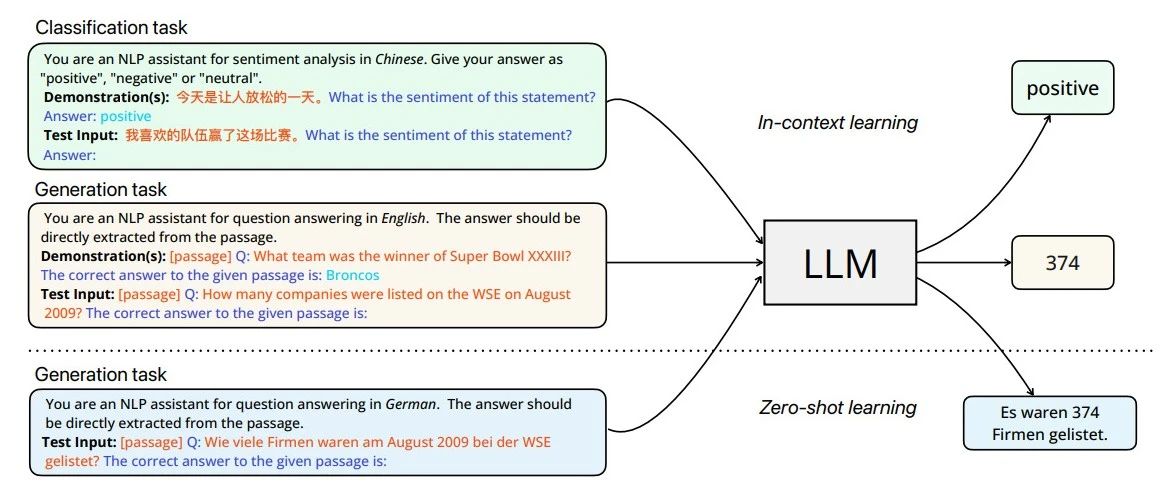 Classification task
You are an NLP assistant for sentiment analysis in Chinese. Give your answer as
"positive", "negative" or "neutral".
Demonstration(s): 今天是让人放松的一天。What is the sentiment of this statement?
Answer: positive
Test Input: 我喜欢的队伍赢了这场比赛。What is the sentiment of this statement?
Answer:
Generation task
You are an NLP assistant for question answering in English. The answer should be
directly extracted from the passage.
Demonstration(s): [passage] Q: What team was the winner of Super Bowl XXXIII?
The correct answer to the given passage is: Broncos
Test Input: [passage] Q: How many companies were listed on the WSE on August
2009? The correct answer to the given passage is:
Generation task
You are an NLP assistant for question answering in German. The answer should
be directly extracted from the passage.
Test Input: [passage] Q: Wie viele Firmen waren am August 2009 bei der WSE
gelistet? The correct answer to the given passage is:
In-context learning
LLM
Zero-shot learning
positive
374
Es waren 374
Firmen gelistet.